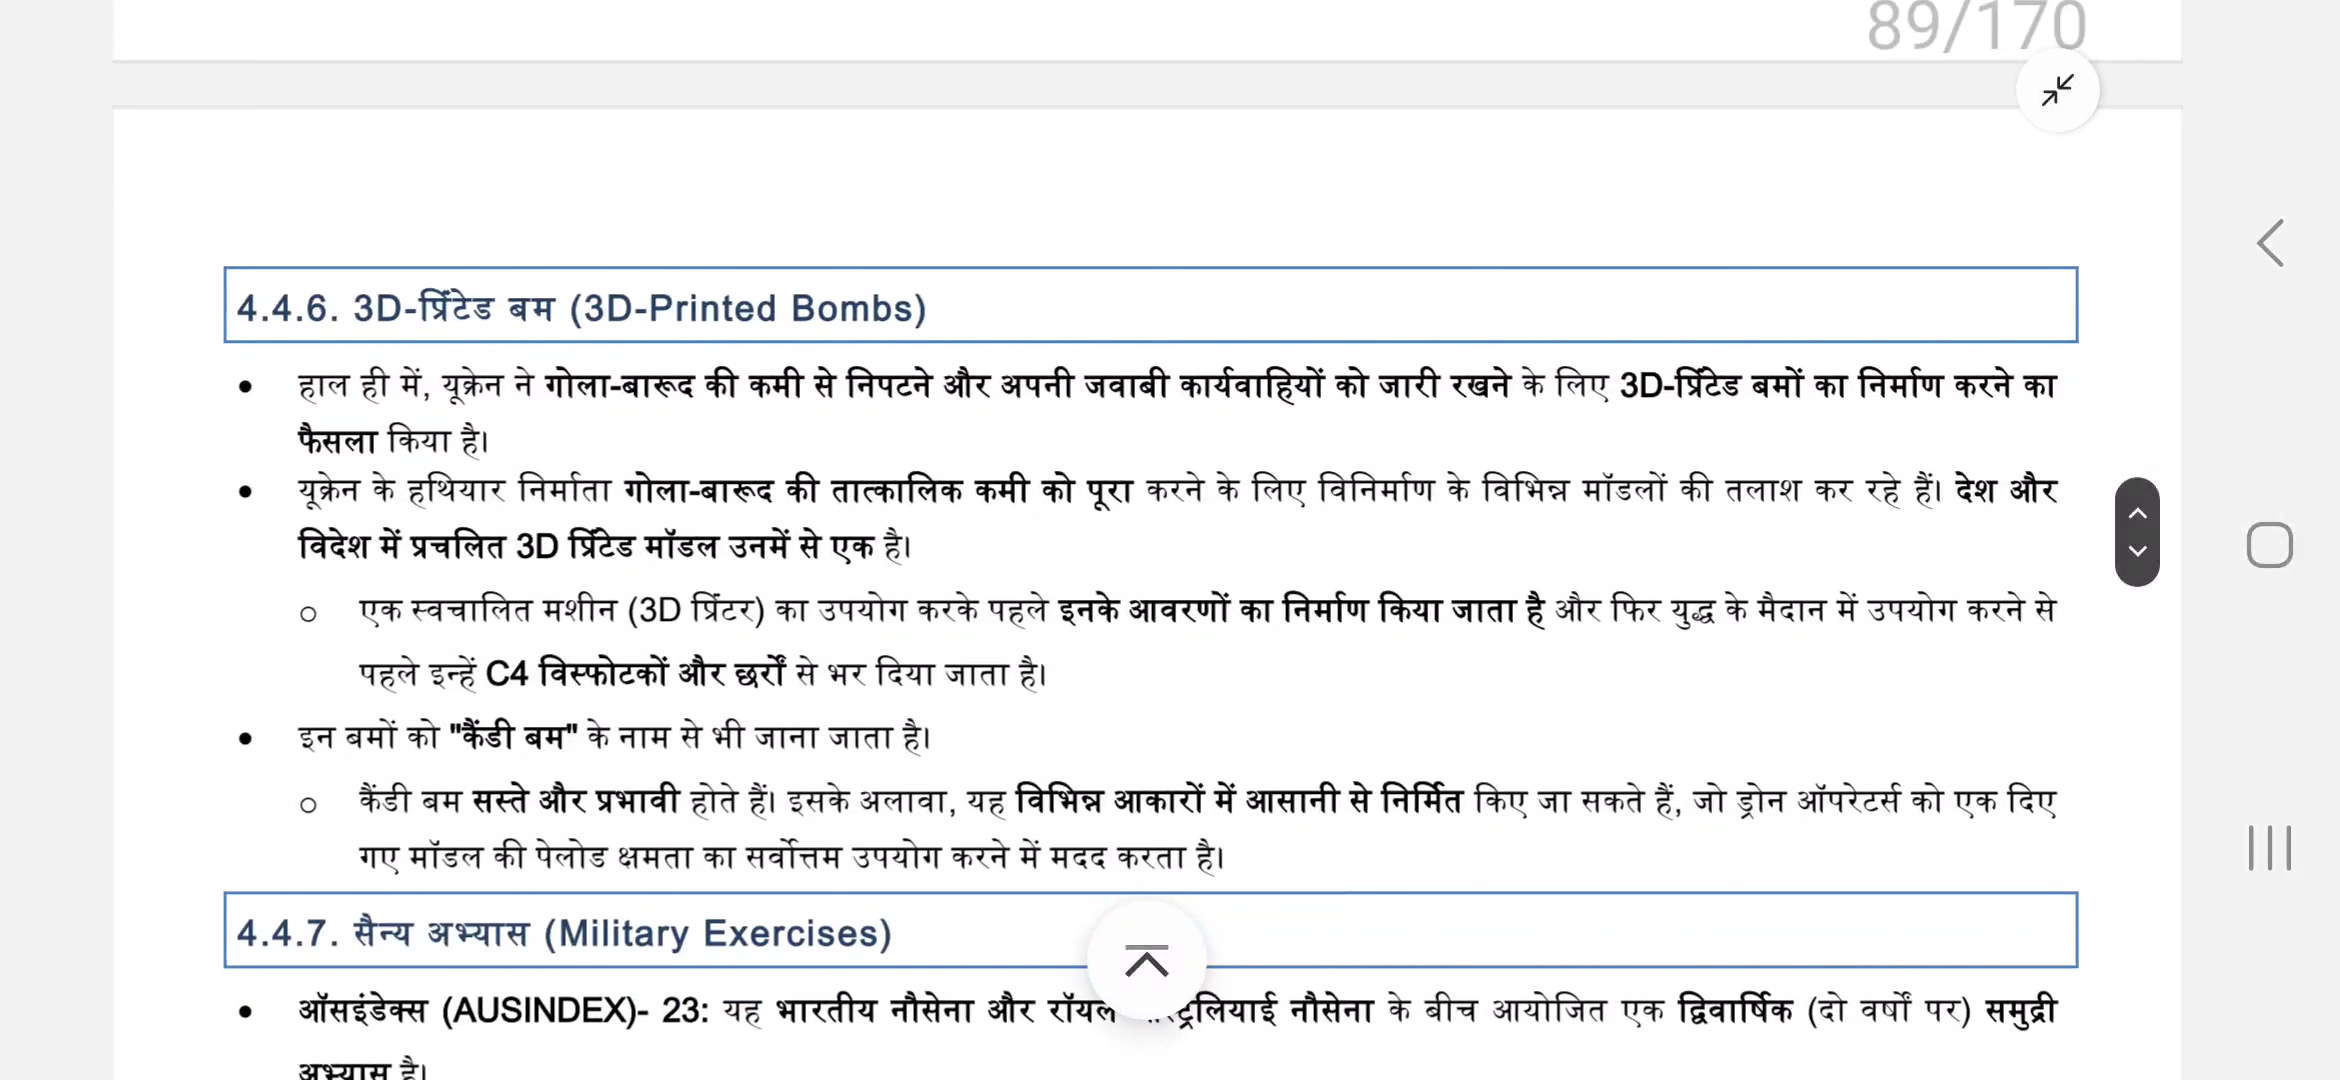 89/170
4.4.6. 3D-प्रिंटेड बम (3D-Printed Bombs)
• हाल ही में, यूक्रेन ने गोला-बारूद की कमी से निपटने और अपनी जवाबी कार्यवाहियों को जारी रखने के लिए 3D-प्रिंटेड बमों का निर्माण करने का
फैसला किया है।
• यूक्रेन के हथियार निर्माता गोला-बारूद की तात्कालिक कमी को पूरा करने के लिए विनिर्माण के विभिन्न मॉडलों की तलाश कर रहे हैं। देश और
विदेश में प्रचलित 3D प्रिंटेड मॉडल उनमें से एक है।
o एक स्वचालित मशीन (3D प्रिंटर) का उपयोग करके पहले इनके आवरणों का निर्माण किया जाता है और फिर युद्ध के मैदान में उपयोग करने से
पहले इन्हें C4 विस्फोटकों और छर्रों से भर दिया जाता है।
• इन बमों को "कैंडी बम" के नाम से भी जाना जाता है।
o कैंडी बम सस्ते और प्रभावी होते हैं। इसके अलावा, यह विभिन्न आकारों में आसानी से निर्मित किए जा सकते हैं, जो ड्रोन ऑपरेटर्स को एक दिए
गए मॉडल की पेलोड क्षमता का सर्वोत्तम उपयोग करने में मदद करता है।
4.4.7. सैन्य अभ्यास (Military Exercises)
• ऑसइंडेक्स (AUSINDEX)- 23: यह भारतीय नौसेना और रॉयल नौसेना के बीच आयोजित एक द्विवार्षिक (दो वर्षों पर) समुद्री
अभ्यास है।